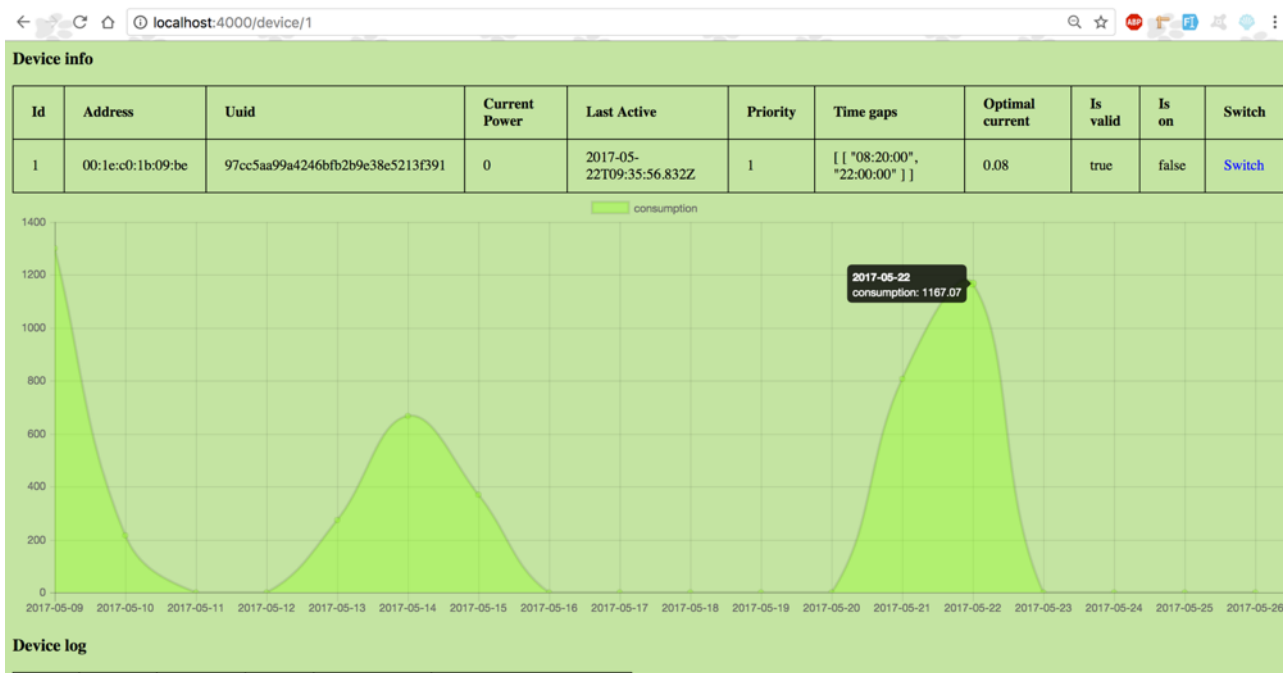 localhost:4000/device/1
ABP
FI
Device info
Id Address Uuid Current Power Last Active Priority Time gaps Optimal current Is valid Is on Switch
1 00:1e:c0:1b:09:be 97cc5aa99a4246bfb2b9e38e5213f391 0 2017-05-22T09:35:56.832Z 1 [ [ "08:20:00", "22:00:00" ] ] 0.08 true false Switch
consumption
1400
1200
1000
800
600
400
200
0
2017-05-22
consumption: 1167.07
2017-05-09 2017-05-10 2017-05-11 2017-05-12 2017-05-13 2017-05-14 2017-05-15 2017-05-16 2017-05-17 2017-05-18 2017-05-19 2017-05-20 2017-05-21 2017-05-22 2017-05-23 2017-05-24 2017-05-25 2017-05-26
Device log